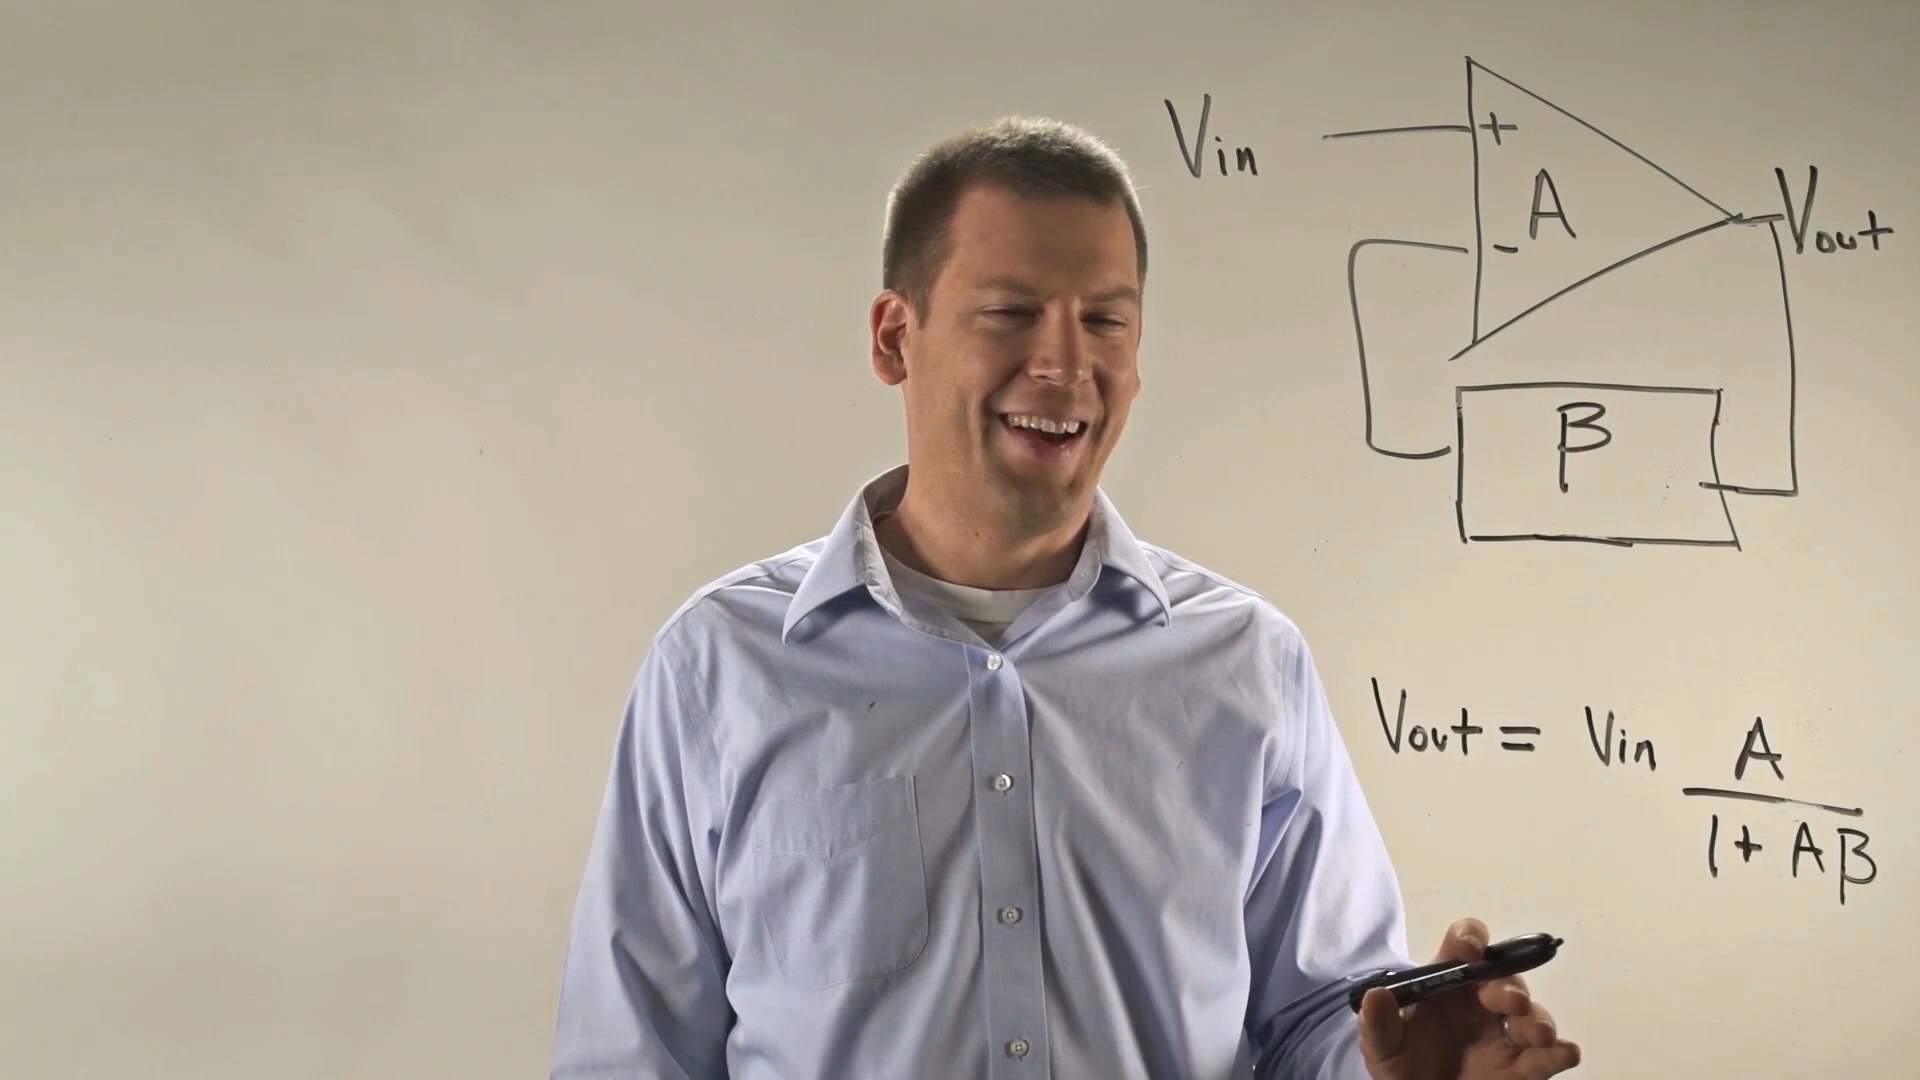 Vin
+
A
-
Vout
β
Vout = Vin A
1 + Aβ